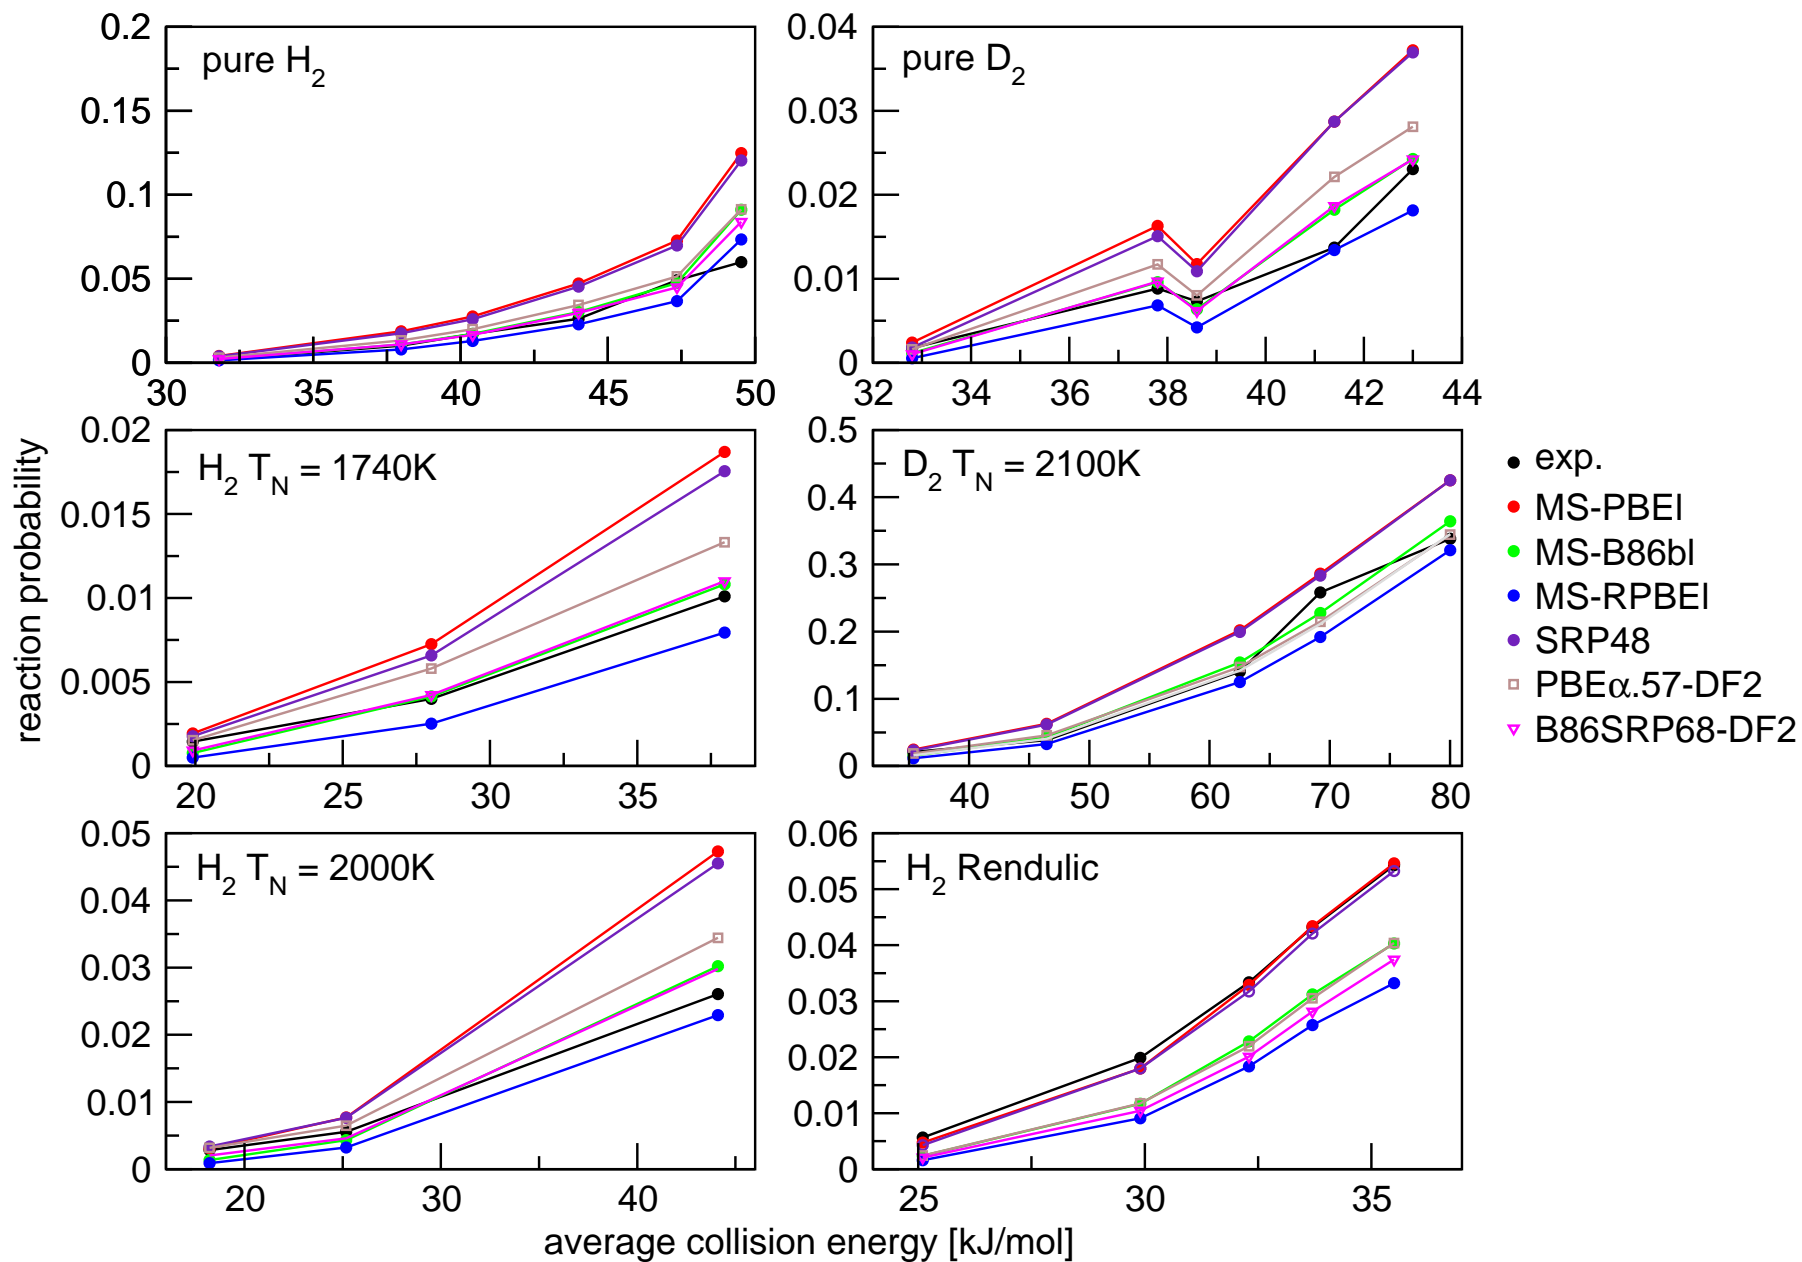 pure H2
0.2
0.15
0.1
0.05
0
30 35 40 45 50
pure D2
0.04
0.03
0.02
0.01
0
32 34 36 38 40 42 44
reaction probability
H2 TN = 1740K
0.02
0.015
0.01
0.005
0
20 25 30 35
D2 TN = 2100K
0.5
0.4
0.3
0.2
0.1
0
40 50 60 70 80
exp.
MS-PBEl
MS-B86bl
MS-RPBEl
SRP48
PBEα.57-DF2
B86SRP68-DF2
H2 TN = 2000K
0.05
0.04
0.03
0.02
0.01
0
20 30 40
H2 Rendulic
0.06
0.05
0.04
0.03
0.02
0.01
0
25 30 35
average collision energy [kJ/mol]